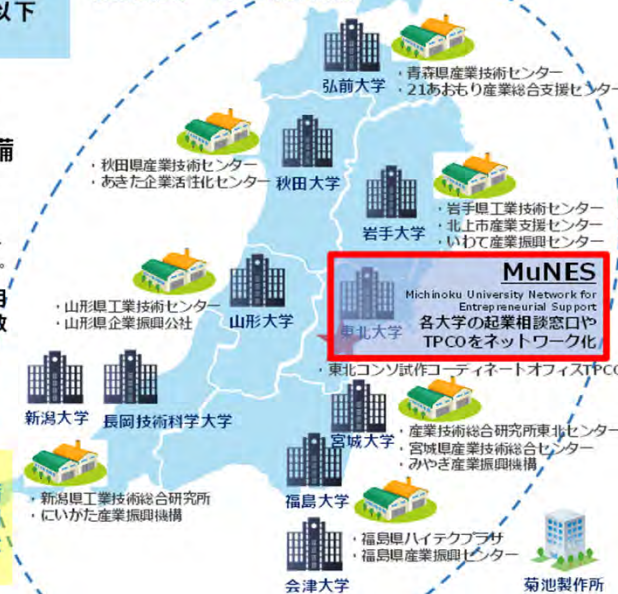 以下
弘前大学
・青森県産業技術センター
・21あおもり産業総合支援センター
備
・秋田県産業技術センター
・あきた企業活性化センター
秋田大学
岩手大学
・岩手県工業技術センター
・北上市産業支援センター
・いわて産業振興センター
・山形県工業技術センター
・山形県企業振興公社
山形大学
MuNES
Michinoku University Network for
Entrepreneurial Support
各大学の起業相談窓口や
TPCOをネットワーク化
東北大学
・東北コンソ試作コーディネートオフィスTPCO
新潟大学
長岡技術科学大学
宮城大学
・産業技術総合研究所東北センター
・宮城県産業技術総合センター
・みやぎ産業振興機構
・新潟県工業技術総合研究所
・にいがた産業振興機構
福島大学
・福島県ハイテクプラザ
・福島県産業振興センター
会津大学
菊池製作所